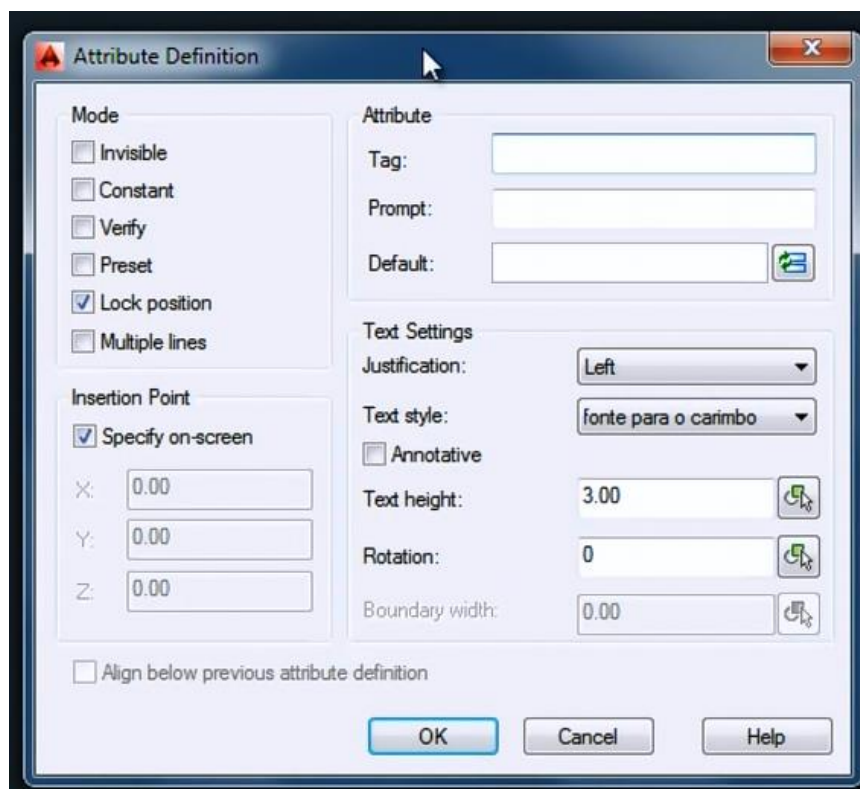 Attribute Definition
Mode
Invisible
Constant
Verify
Preset
Lock position
Multiple lines
Attribute
Tag:
Prompt:
Default:
Text Settings
Justification: Left
Text style: fonte para o carimbo
Annotative
Text height: 3.00
Rotation: 0
Boundary width: 0.00
Insertion Point
Specify on-screen
X: 0.00
Y: 0.00
Z: 0.00
Align below previous attribute definition
OK Cancel Help